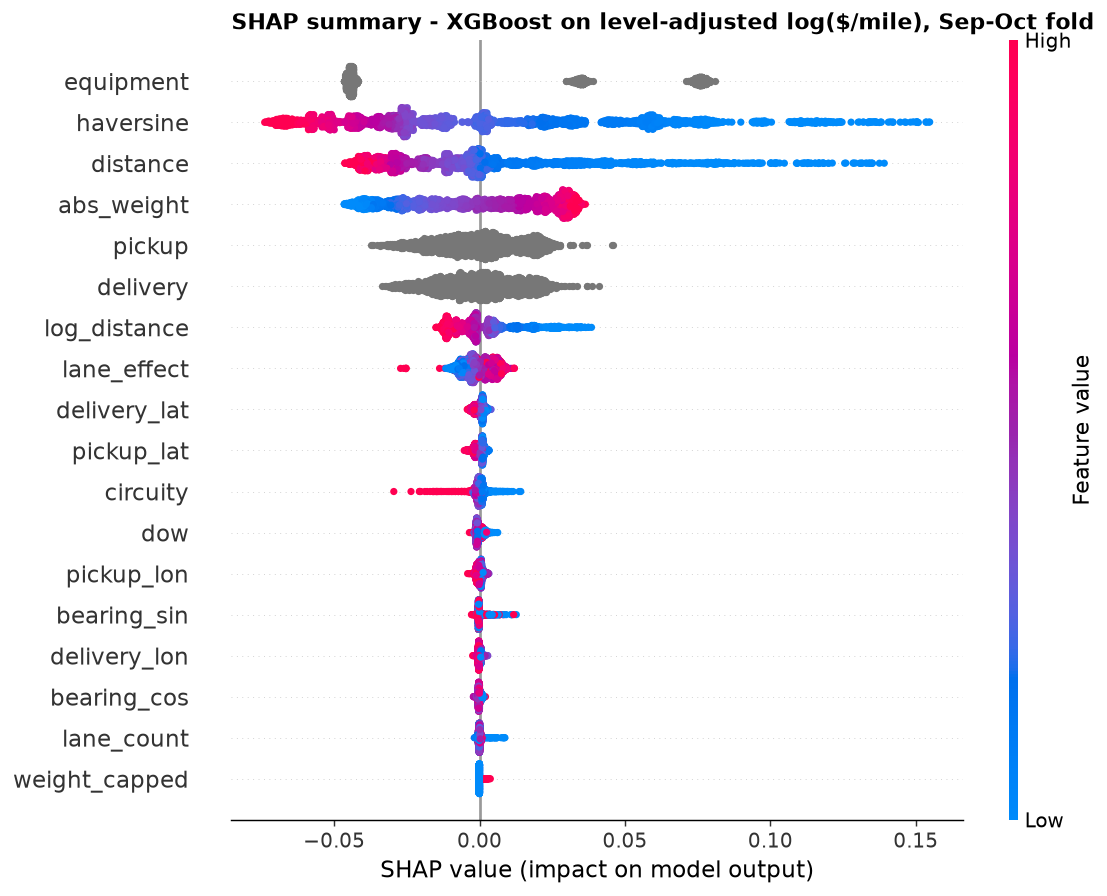 SHAP summary - XGBoost on level-adjusted log($/mile), Sep-Oct fold
High
equipment
haversine
distance
abs_weight
pickup
delivery
log_distance
lane_effect
delivery_lat
pickup_lat
circuity
dow
pickup_lon
bearing_sin
delivery_lon
bearing_cos
lane_count
weight_capped
Feature value
Low
−0.05 0.00 0.05 0.10 0.15
SHAP value (impact on model output)